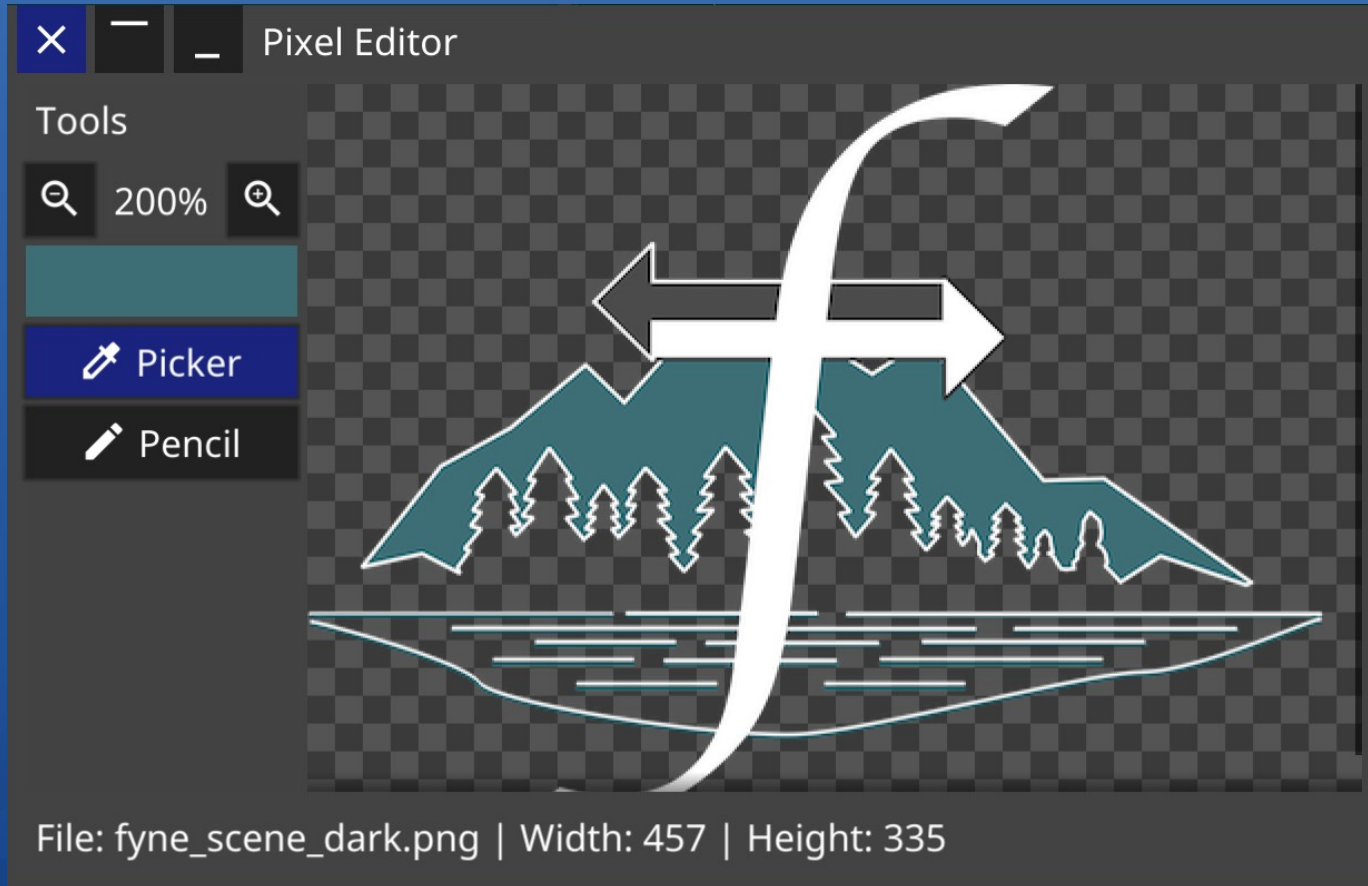 Pixel Editor
Tools
200%
Picker
Pencil
f
File: fyne_scene_dark.png | Width: 457 | Height: 335